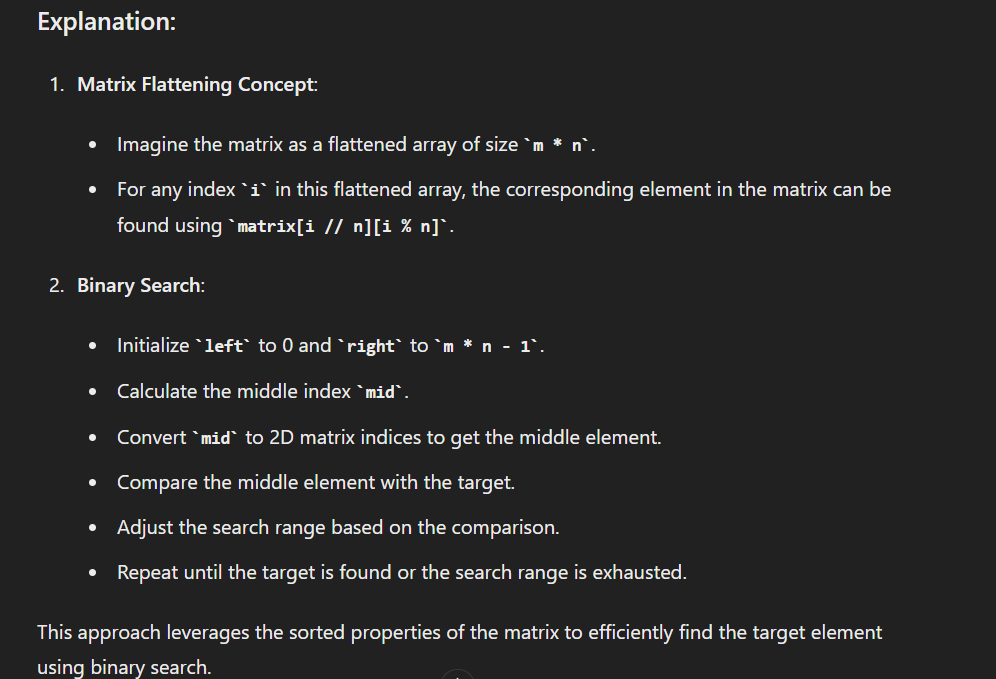 Explanation:
1. Matrix Flattening Concept:
• Imagine the matrix as a flattened array of size `m * n`.
• For any index `i` in this flattened array, the corresponding element in the matrix can be
found using `matrix[i // n][i % n]`.
2. Binary Search:
• Initialize `left` to 0 and `right` to `m * n - 1`.
• Calculate the middle index `mid`.
• Convert `mid` to 2D matrix indices to get the middle element.
• Compare the middle element with the target.
• Adjust the search range based on the comparison.
• Repeat until the target is found or the search range is exhausted.
This approach leverages the sorted properties of the matrix to efficiently find the target element
using binary search.